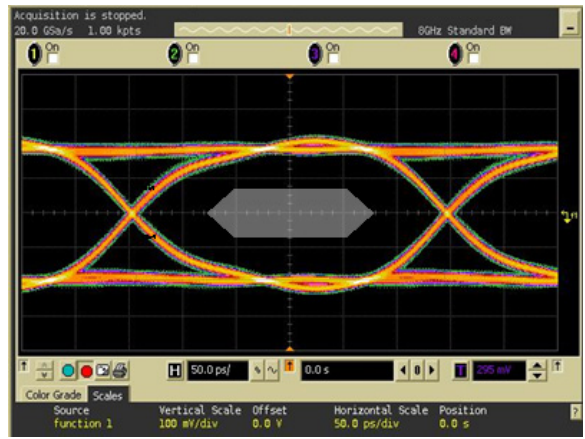 Acquisition is stopped.
20.0 GSa/s 1.00 kpts
8GHz Standard BW
1 On 2 On 3 On 4 On
H 50.0 ps/ 0.0 s 0 T 295 mV
Color Grade Scales
Source Vertical Scale Offset Horizontal Scale Position
function 1 100 mV/div 0.0 V 50.0 ps/div 0.0 s
?